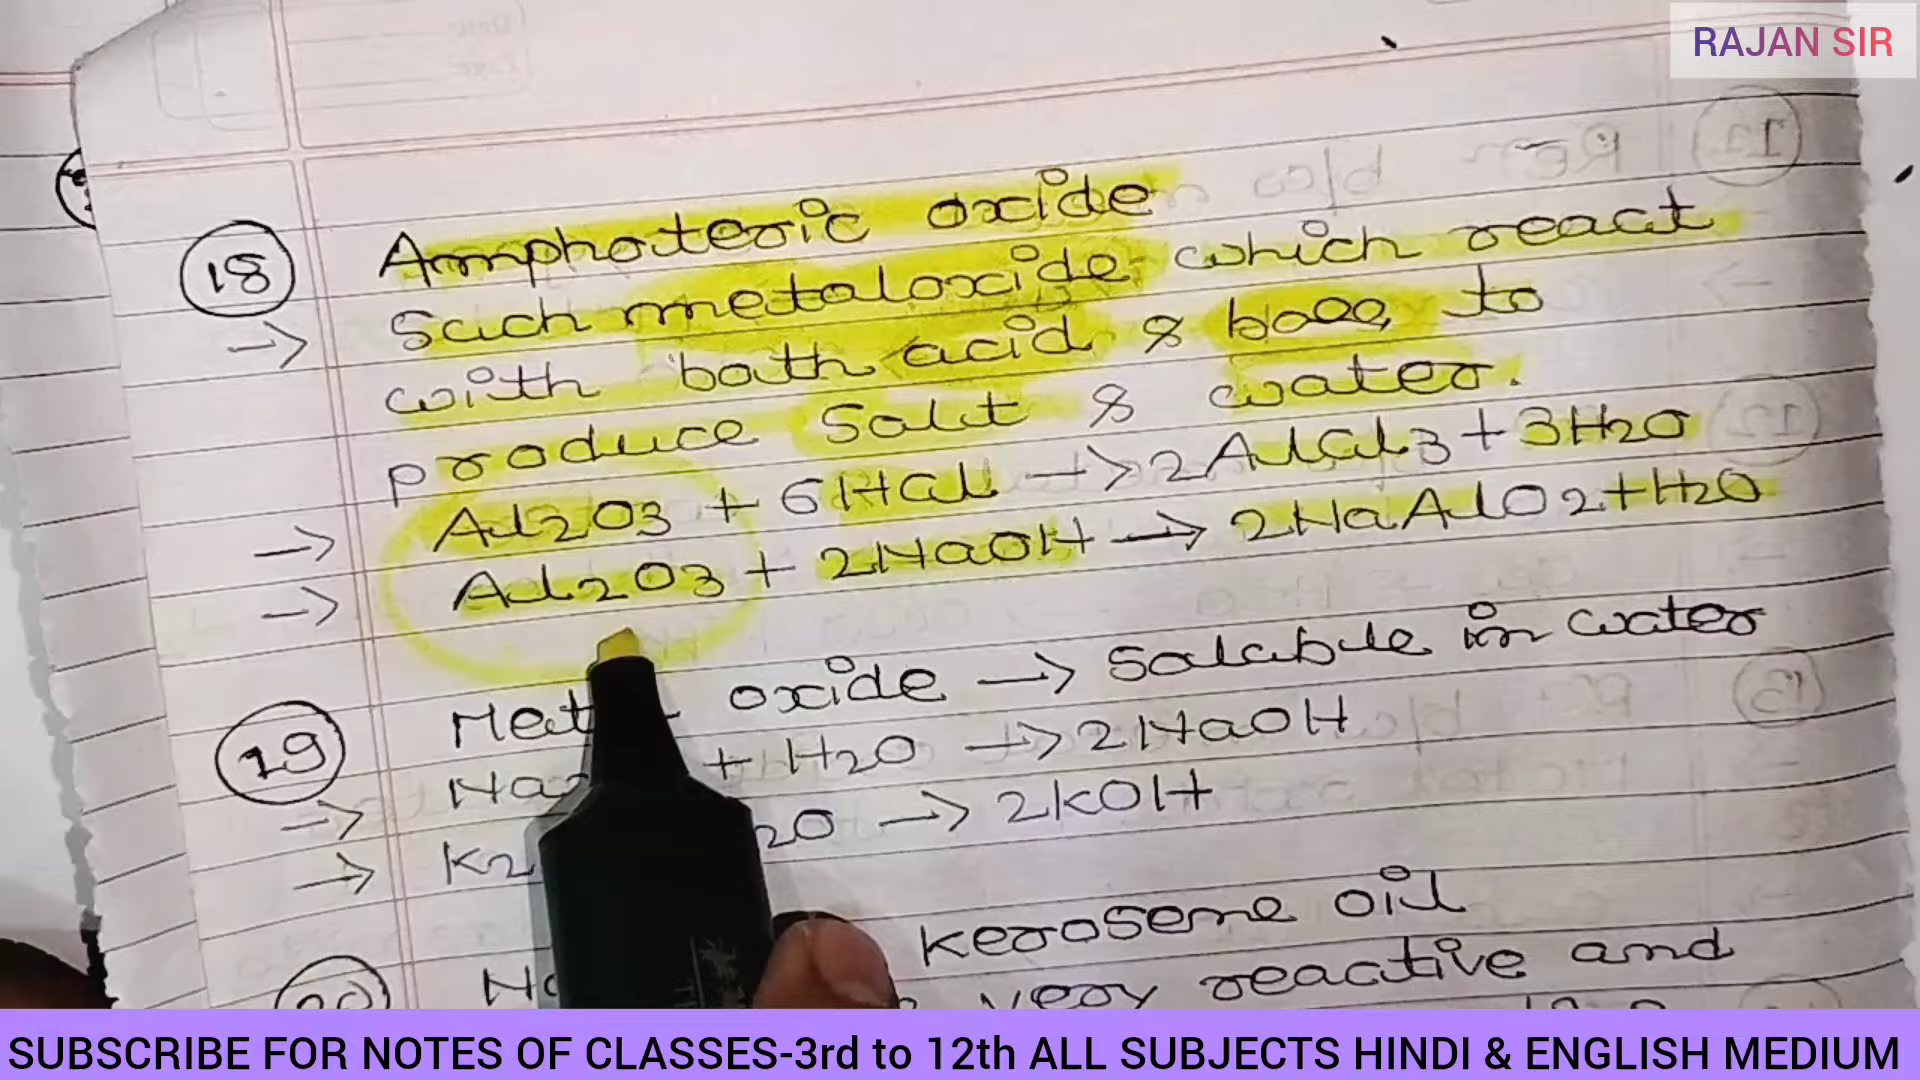 RAJAN SIR
18 Amphoteric oxide
→ Such metaloxide which react
with both acid & base to
produce Salt & water.
→ Al2O3 + 6HCl → 2AlCl3 + 3H2O
→ Al2O3 + 2NaOH → 2NaAlO2 + H2O
19 oxide → Soluble in water
→ + H2O → 2NaOH
→ K2 2O → 2KOH
20 Kerosene oil
very reactive and
SUBSCRIBE FOR NOTES OF CLASSES-3rd to 12th ALL SUBJECTS HINDI & ENGLISH MEDIUM